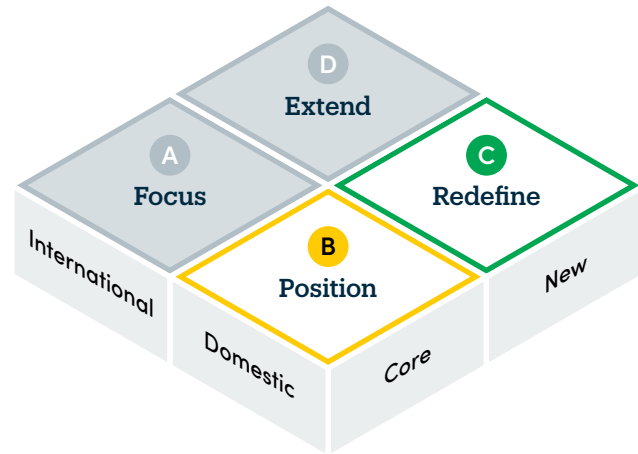 D
Extend
A
Focus
C
Redefine
B
Position
International
Domestic
Core
New